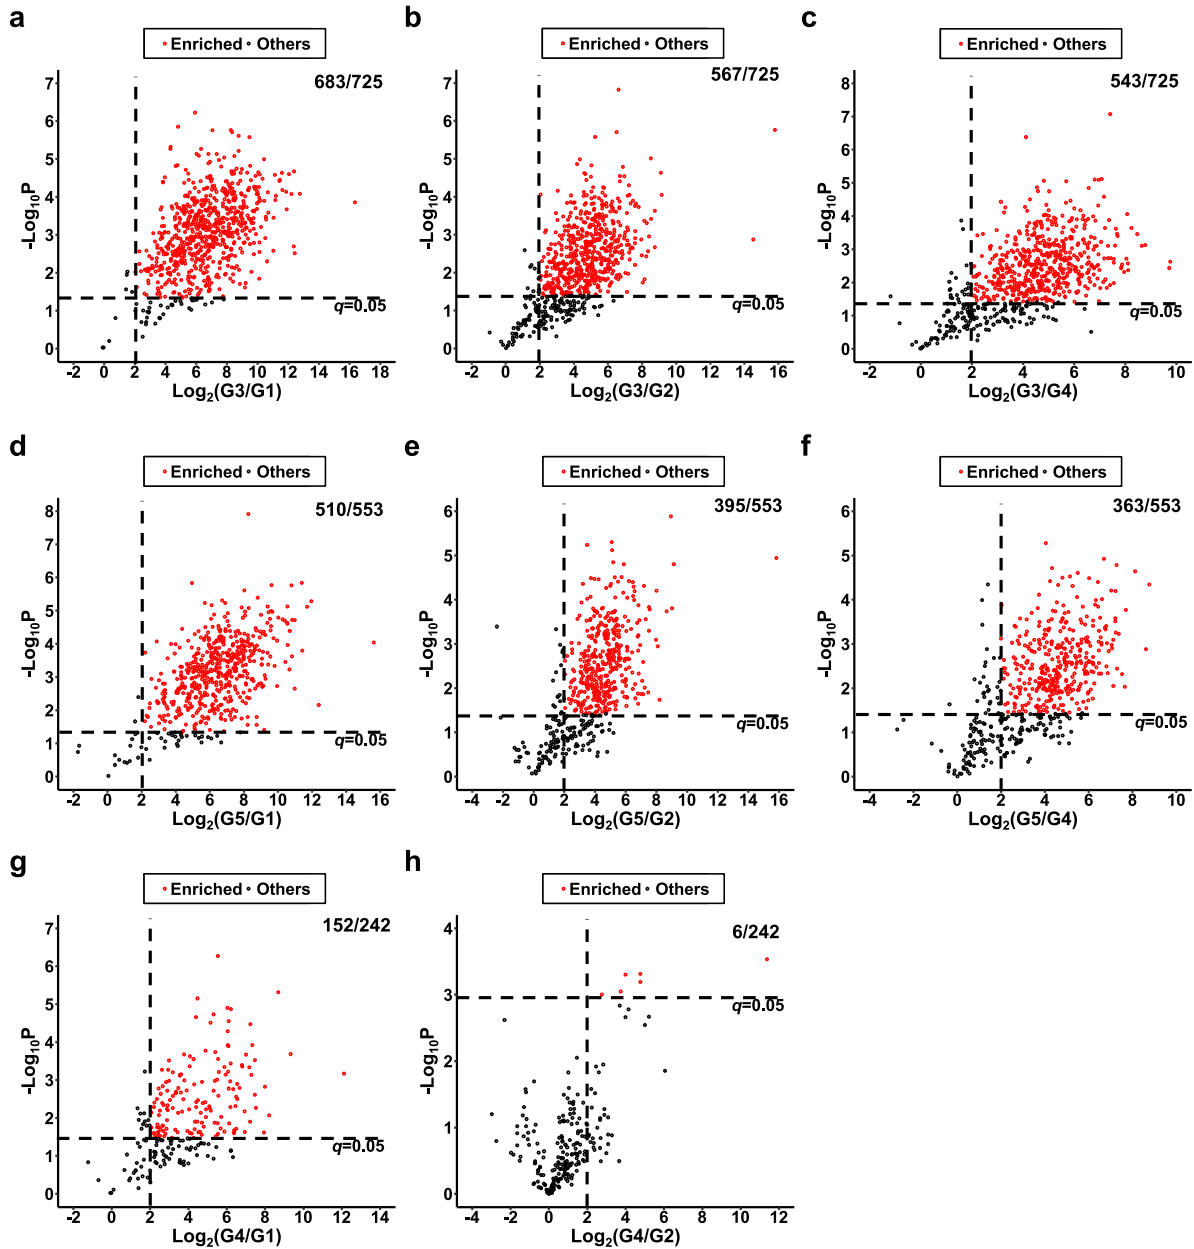 a
Enriched Others
683/725
7
6
5
4
3
2
1
0
-Log10P
q=0.05
-2 0 2 4 6 8 10 12 14 16 18
Log2(G3/G1)
b
Enriched Others
567/725
7
6
5
4
3
2
1
0
-Log10P
q=0.05
-2 0 2 4 6 8 10 12 14 16
Log2(G3/G2)
c
Enriched Others
543/725
8
7
6
5
4
3
2
1
0
-Log10P
q=0.05
-2 0 2 4 6 8 10
Log2(G3/G4)
d
Enriched Others
510/553
8
7
6
5
4
3
2
1
0
-Log10P
q=0.05
-2 0 2 4 6 8 10 12 14 16
Log2(G5/G1)
e
Enriched Others
395/553
6
5
4
3
2
1
0
-Log10P
q=0.05
-4 -2 0 2 4 6 8 10 12 14 16
Log2(G5/G2)
f
Enriched Others
363/553
6
5
4
3
2
1
0
-Log10P
q=0.05
-4 -2 0 2 4 6 8 10
Log2(G5/G4)
g
Enriched Others
152/242
7
6
5
4
3
2
1
0
-Log10P
q=0.05
-2 0 2 4 6 8 10 12 14
Log2(G4/G1)
h
Enriched Others
6/242
4
3
2
1
0
-Log10P
q=0.05
-4 -2 0 2 4 6 8 10 12
Log2(G4/G2)